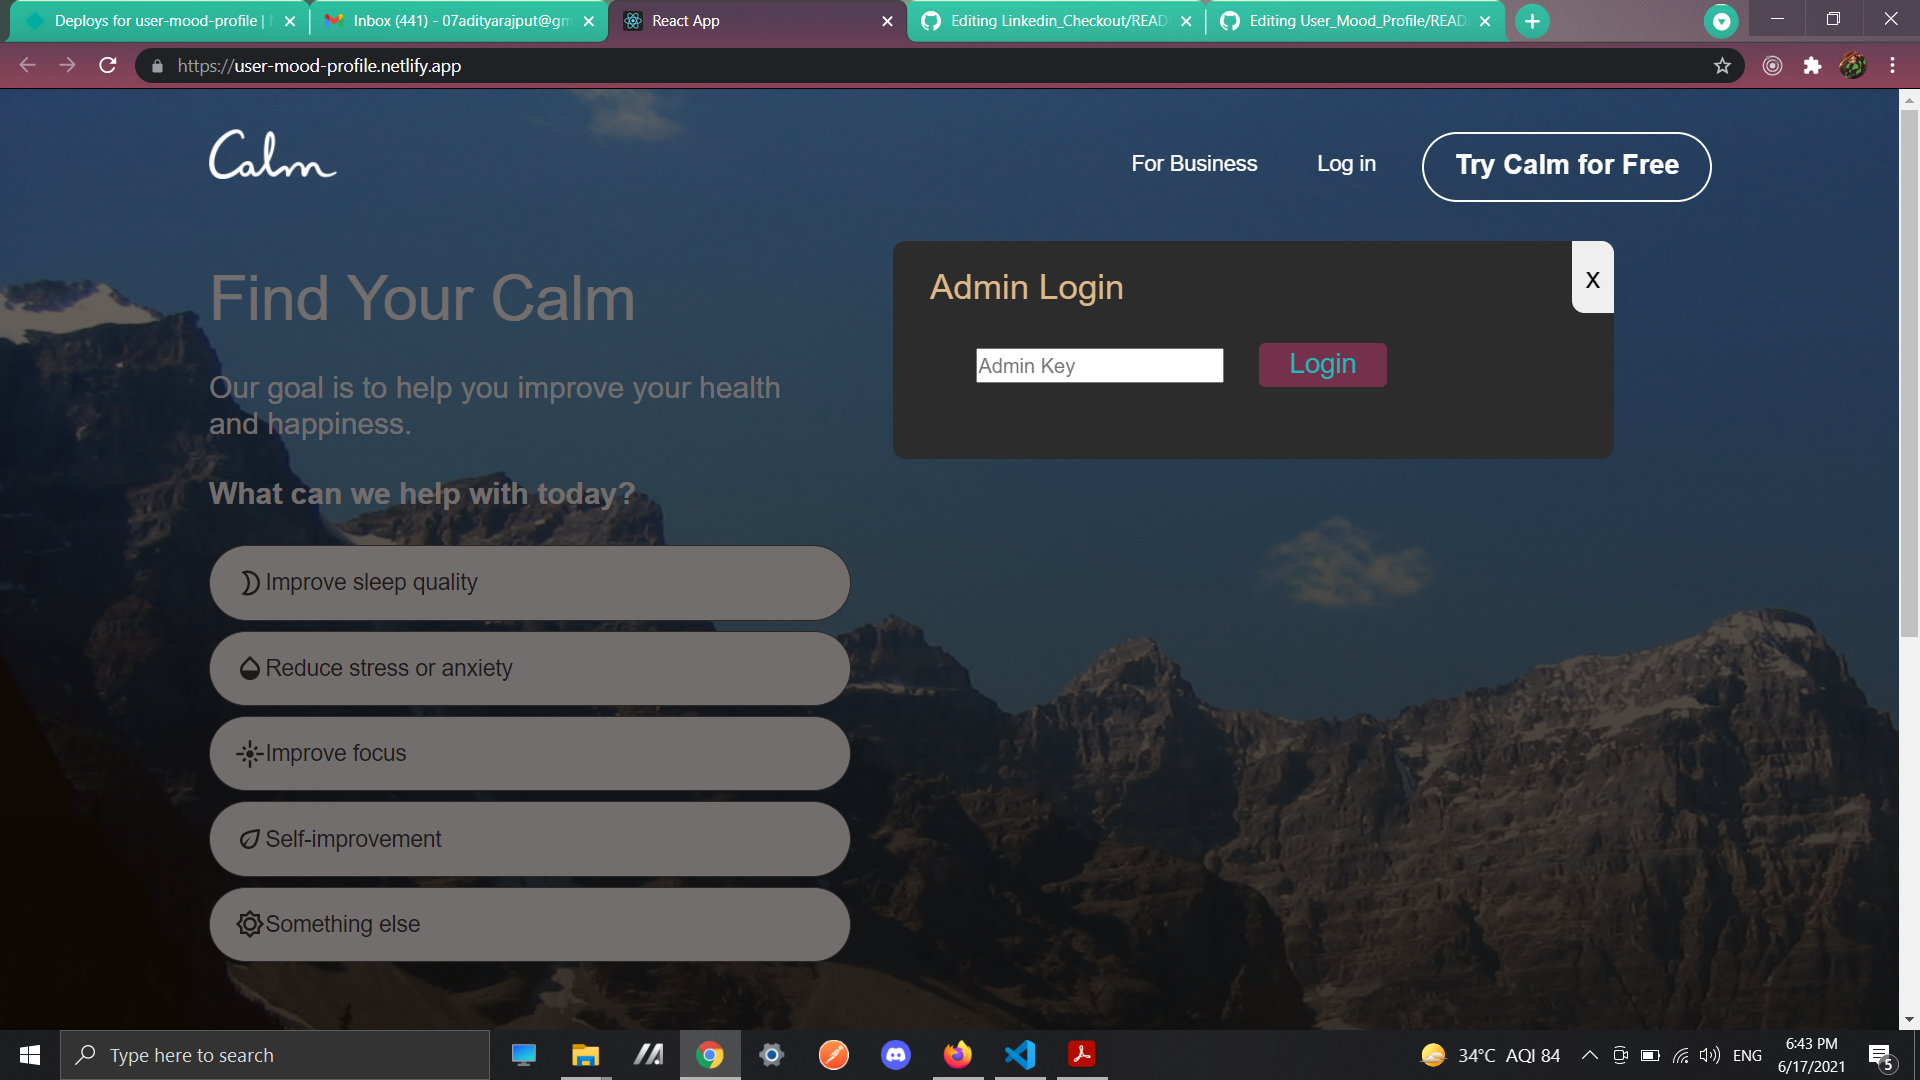 Deploys for user-mood-profile |
Inbox (441) - 07adityarajput@gm
React App
Editing Linkedin_Checkout/READ
Editing User_Mood_Profile/READ
https://user-mood-profile.netlify.app
Calm
For Business
Log in
Try Calm for Free
Find Your Calm
Our goal is to help you improve your health
and happiness.
What can we help with today?
Improve sleep quality
Reduce stress or anxiety
Improve focus
Self-improvement
Something else
Admin Login
X
Admin Key
Login
Type here to search
34°C AQI 84
ENG
6:43 PM
6/17/2021
5